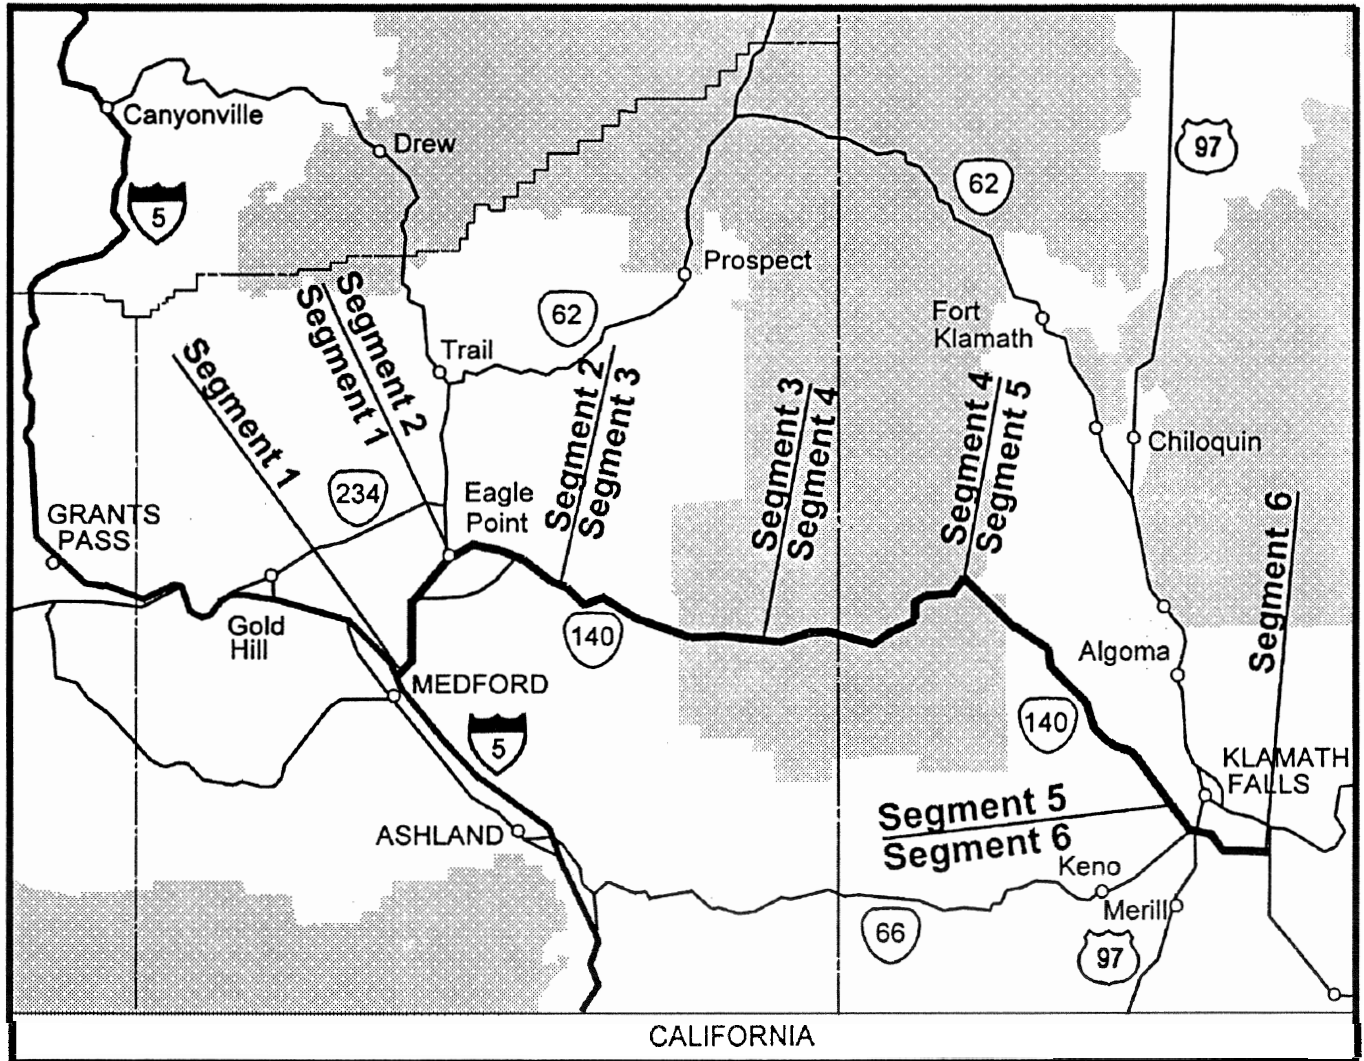 Canyonville
Drew
97
5
62
Prospect
62
Fort
Klamath
Trail
Segment 1
Segment 2
Segment 1
Segment 2
Segment 3
Segment 3
Segment 4
Segment 4
Segment 5
Chiloquin
234
Eagle
Point
GRANTS
PASS
Segment 6
140
Gold
Hill
Algoma
MEDFORD
140
5
KLAMATH
FALLS
Segment 5
Segment 6
ASHLAND
Keno
Merill
66
97
CALIFORNIA